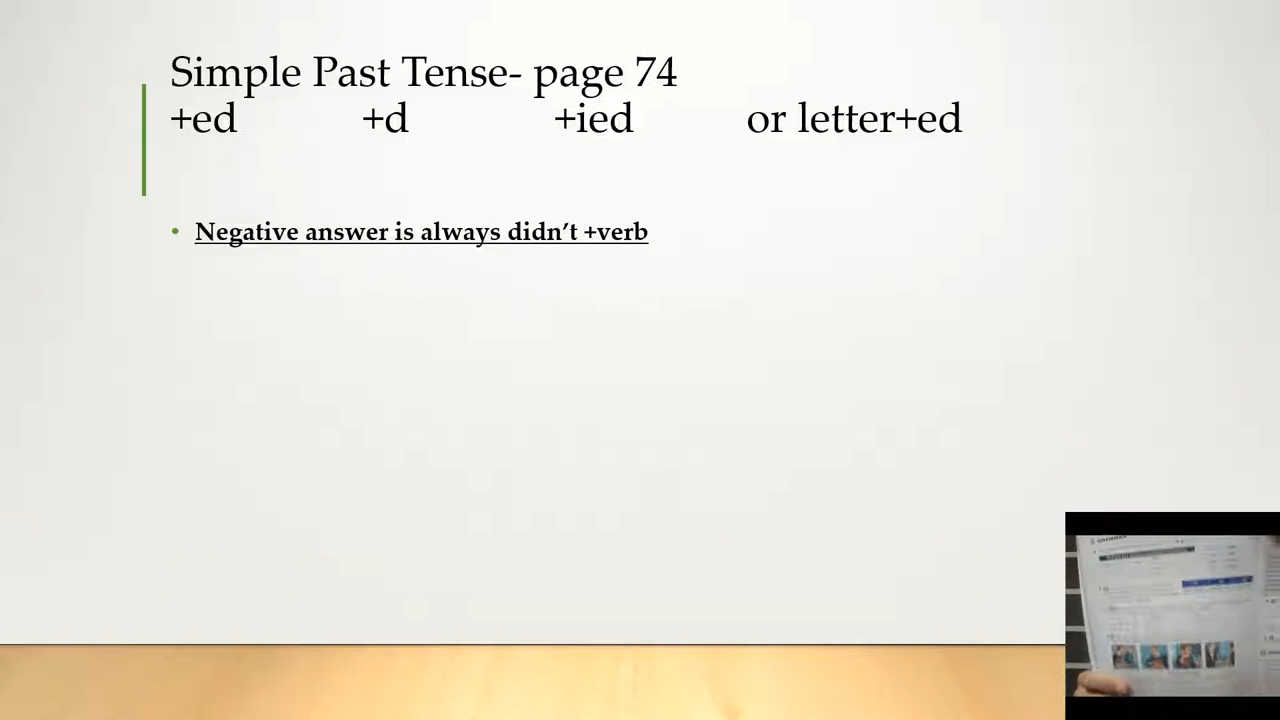 Simple Past Tense- page 74
+ed +d +ied or letter+ed
Negative answer is always didn’t +verb